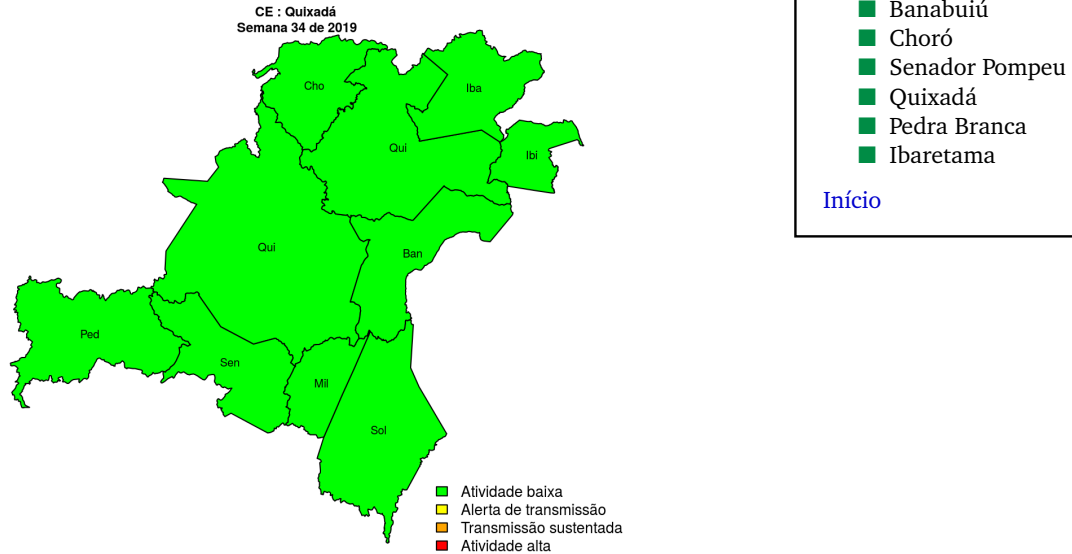 CE : Quixadá
Semana 34 de 2019
Cho
Iba
Qui
Ibi
Qui
Ban
Ped
Sen
Mil
Sol
Atividade baixa
Alerta de transmissão
Transmissão sustentada
Atividade alta
Banabuiú
Choró
Senador Pompeu
Quixadá
Pedra Branca
Ibaretama
Início